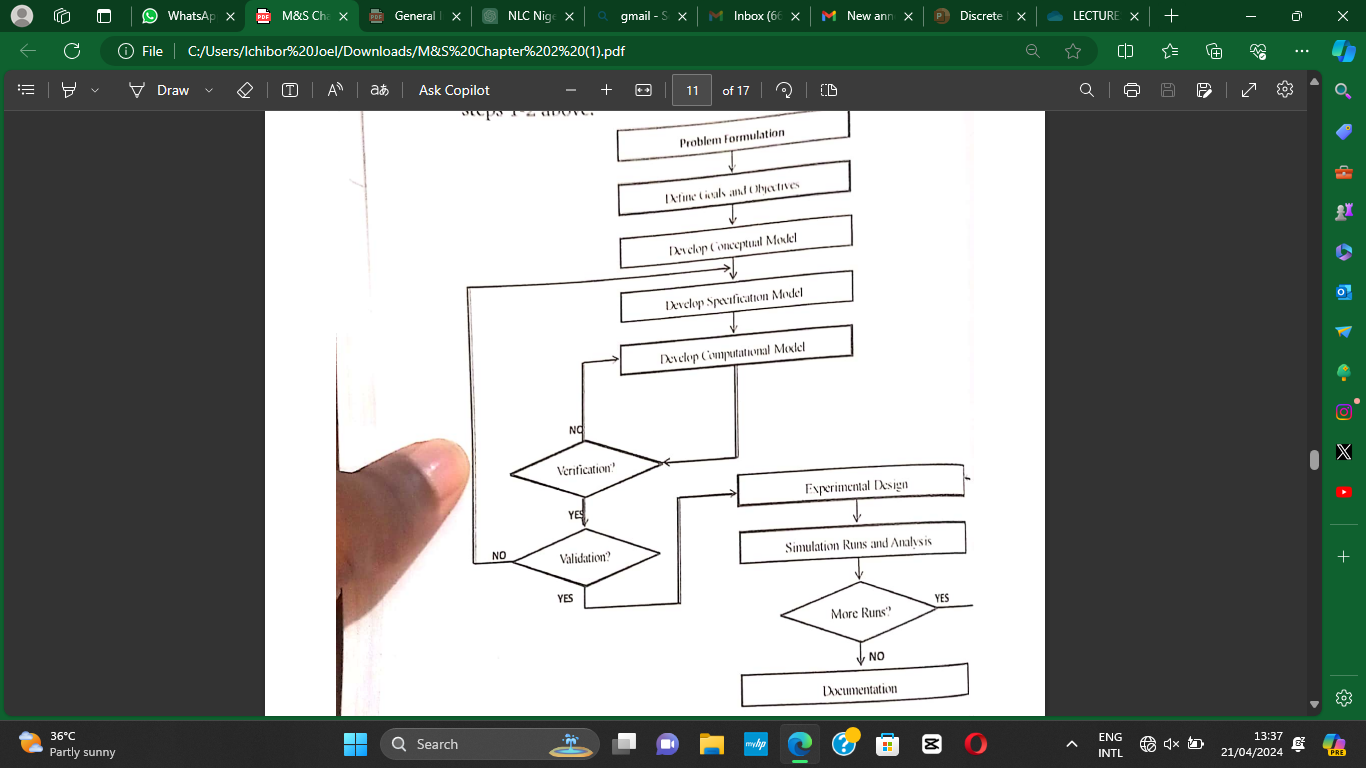 WhatsAp
M&S Cha
General I
NLC Nige
gmail - S
Inbox (66
New ann
Discrete
LECTURE
File
C:/Users/Ichibor%20Joel/Downloads/M&S%20Chapter%202%20(1).pdf
Draw
Ask Copilot
11 of 17
steps 1-2 above.
Problem Formulation
Define Goals and Objectives
Develop Conceptual Model
Develop Specification Model
Develop Computational Model
NO
Verification?
YES
NO
Validation?
YES
Experimental Design
Simulation Runs and Analysis
More Runs?
YES
NO
Documentation
36°C
Partly sunny
Search
myhp
ENG
INTL
13:37
21/04/2024
PRE